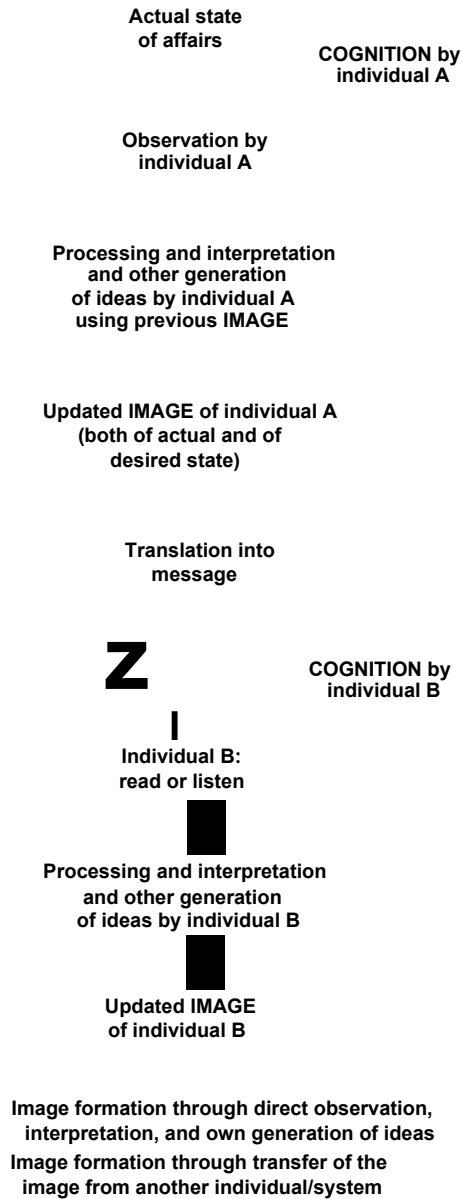 Actual state
of affairs
COGNITION by
individual A
Observation by
individual A
Processing and interpretation
and other generation
of ideas by individual A
using previous IMAGE
Updated IMAGE of individual A
(both of actual and of
desired state)
Translation into
message
Z
COGNITION by
individual B
I
Individual B:
read or listen
Processing and interpretation
and other generation
of ideas by individual B
Updated IMAGE
of individual B
Image formation through direct observation,
interpretation, and own generation of ideas
Image formation through transfer of the
image from another individual/system